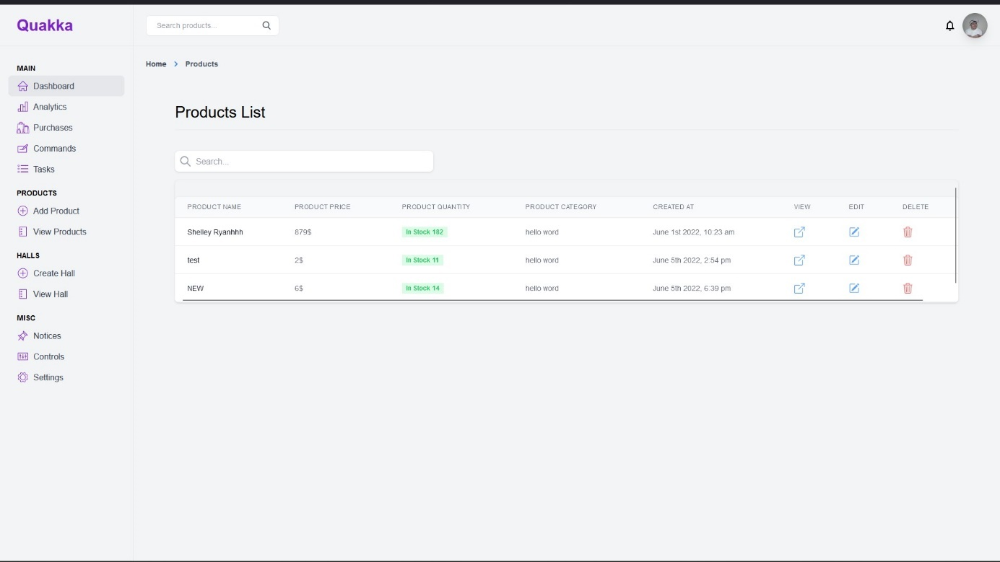 Quakka
Search products...
Home > Products
MAIN
Dashboard
Analytics
Purchases
Commands
Tasks
PRODUCTS
Add Product
View Products
HALLS
Create Hall
View Hall
MISC
Notices
Controls
Settings
Products List
Search...
PRODUCT NAME PRODUCT PRICE PRODUCT QUANTITY PRODUCT CATEGORY CREATED AT VIEW EDIT DELETE
Shelley Ryanhhh 879$ In Stock 182 hello word June 1st 2022, 10:23 am
test 2$ In Stock 11 hello word June 5th 2022, 2:54 pm
NEW 6$ In Stock 14 hello word June 5th 2022, 6:39 pm